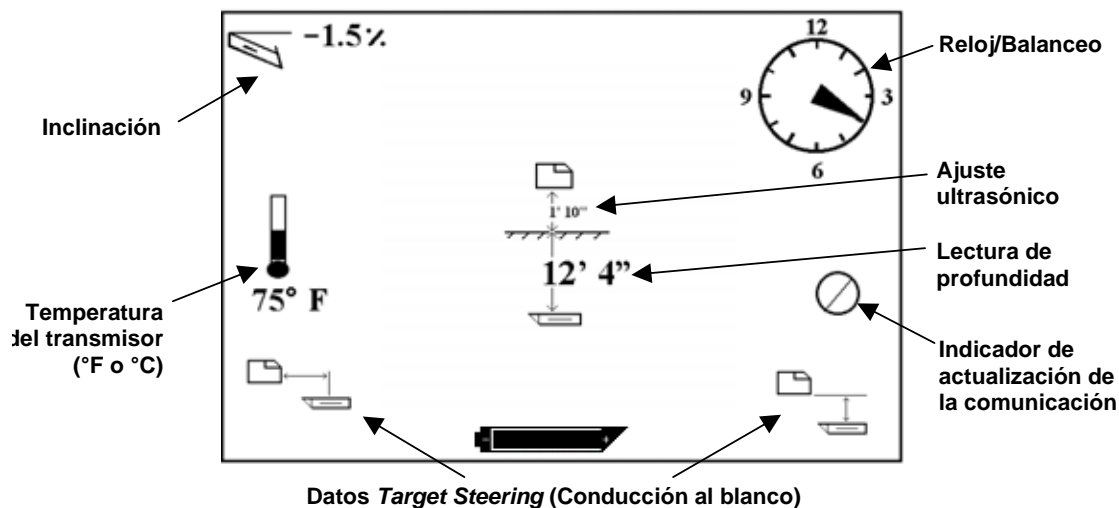 -1.5%
12
3
6
9
Reloj/Balanceo
Inclinación
Ajuste
ultrasónico
1' 10"
Lectura de
profundidad
12' 4"
75° F
Temperatura
del transmisor
(°F o °C)
Indicador de
actualización de
la comunicación
- +
Datos Target Steering (Conducción al blanco)